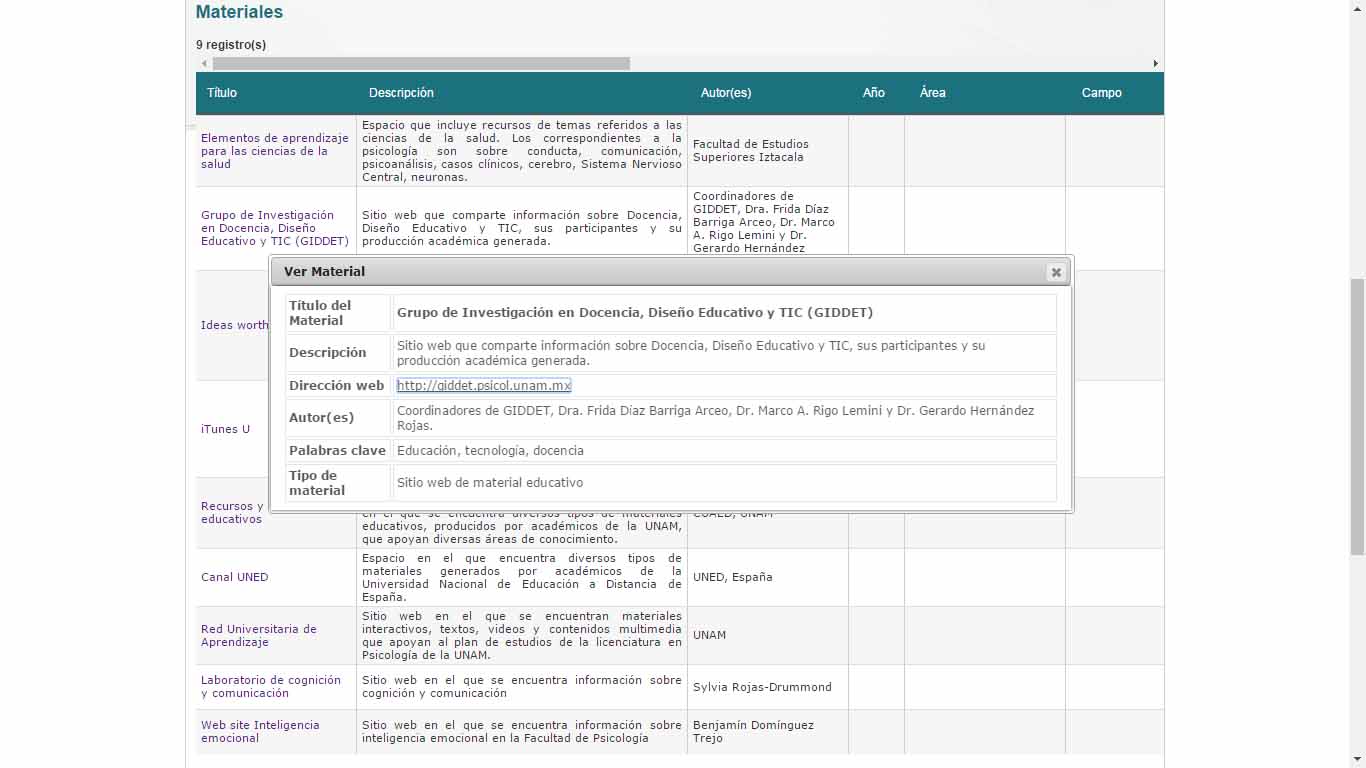 Materiales
9 registro(s)
Título Descripción Autor(es) Año Área Campo
Elementos de aprendizaje
para las ciencias de la
salud
Espacio que incluye recursos de temas referidos a las
ciencias de la salud. Los correspondientes a la
psicología son sobre conducta, comunicación,
psicoanálisis, casos clínicos, cerebro, Sistema Nervioso
Central, neuronas.
Facultad de Estudios
Superiores Iztacala
Grupo de Investigación
en Docencia, Diseño
Educativo y TIC (GIDDET)
Sitio web que comparte información sobre Docencia,
Diseño Educativo y TIC, sus participantes y su
producción académica generada.
Coordinadores de
GIDDET, Dra. Frida Díaz
Barriga Arceo, Dr. Marco
A. Rigo Lemini y Dr.
Gerardo Hernández
Ver Material
Título del
Material
Grupo de Investigación en Docencia, Diseño Educativo y TIC (GIDDET)
Descripción
Sitio web que comparte información sobre Docencia, Diseño Educativo y TIC, sus participantes y su
producción académica generada.
Dirección web
http://giddet.psicol.unam.mx
Autor(es)
Coordinadores de GIDDET, Dra. Frida Díaz Barriga Arceo, Dr. Marco A. Rigo Lemini y Dr. Gerardo Hernández
Rojas.
Palabras clave
Educación, tecnología, docencia
Tipo de
material
Sitio web de material educativo
Ideas worth
iTunes U
Recursos y
educativos
en el que se encuentra diversos tipos de materiales
educativos, producidos por académicos de la UNAM,
que apoyan diversas áreas de conocimiento.
CUAED, UNAM
Canal UNED
Espacio en el que encuentra diversos tipos de
materiales generados por académicos de la
Universidad Nacional de Educación a Distancia de
España.
UNED, España
Red Universitaria de
Aprendizaje
Sitio web en el que se encuentran materiales
interactivos, textos, videos y contenidos multimedia
que apoyan al plan de estudios de la licenciatura en
Psicología de la UNAM.
UNAM
Laboratorio de cognición
y comunicación
Sitio web en el que se encuentra información sobre
cognición y comunicación
Sylvia Rojas-Drummond
Web site Inteligencia
emocional
Sitio web en el que se encuentra información sobre
inteligencia emocional en la Facultad de Psicología
Benjamín Domínguez
Trejo